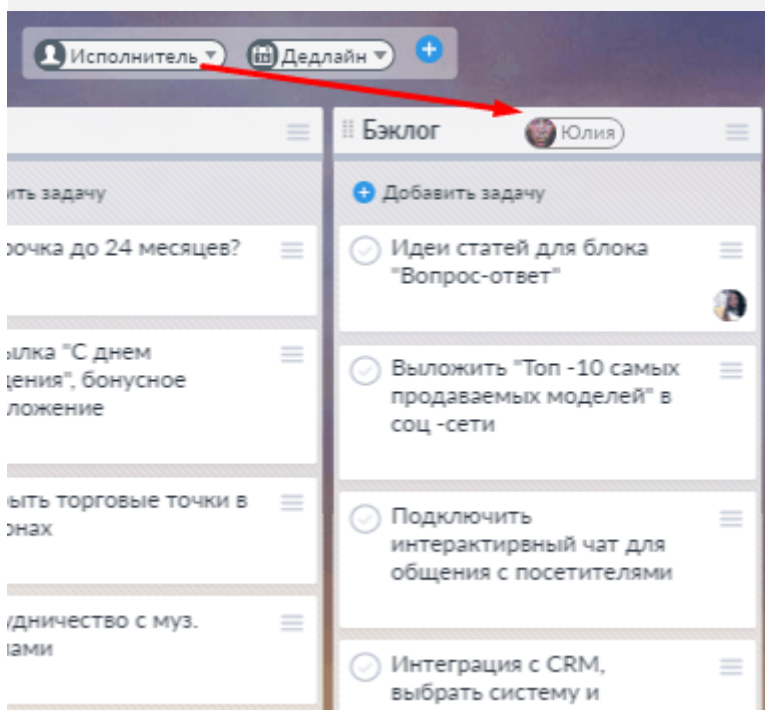 Исполнитель
Дедлайн
Бэклог
Юлия
ить задачу
Добавить задачу
рочка до 24 месяцев?
Идеи статей для блока
"Вопрос-ответ"
ылка "С днем
дения", бонусное
ложение
Выложить "Топ -10 самых
продаваемых моделей" в
соц -сети
ыть торговые точки в
онах
Подключить
интерактирвный чат для
общения с посетителями
удничество с муз.
ами
Интеграция с CRM,
выбрать систему и